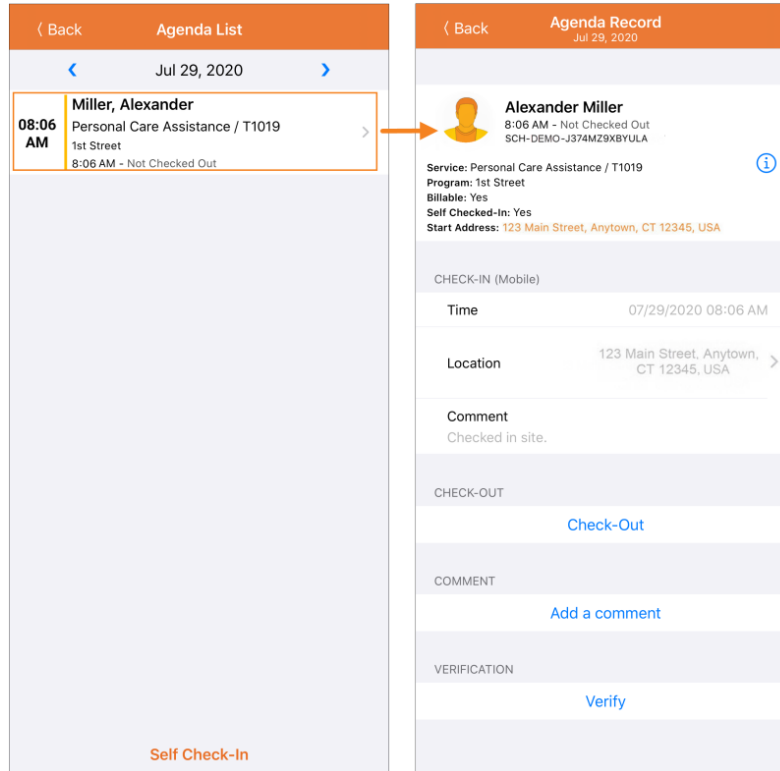 Back
Agenda List
Jul 29, 2020
08:06
AM
Miller, Alexander
Personal Care Assistance / T1019
1st Street
8:06 AM - Not Checked Out
Self Check-In
Back
Agenda Record
Jul 29, 2020
Alexander Miller
8:06 AM - Not Checked Out
SCH-DEMO-J374MZ9XBYULA
Service: Personal Care Assistance / T1019
Program: 1st Street
Billable: Yes
Self Checked-In: Yes
Start Address: 123 Main Street, Anytown, CT 12345, USA
CHECK-IN (Mobile)
Time 07/29/2020 08:06 AM
Location 123 Main Street, Anytown,
CT 12345, USA
Comment
Checked in site.
CHECK-OUT
Check-Out
COMMENT
Add a comment
VERIFICATION
Verify